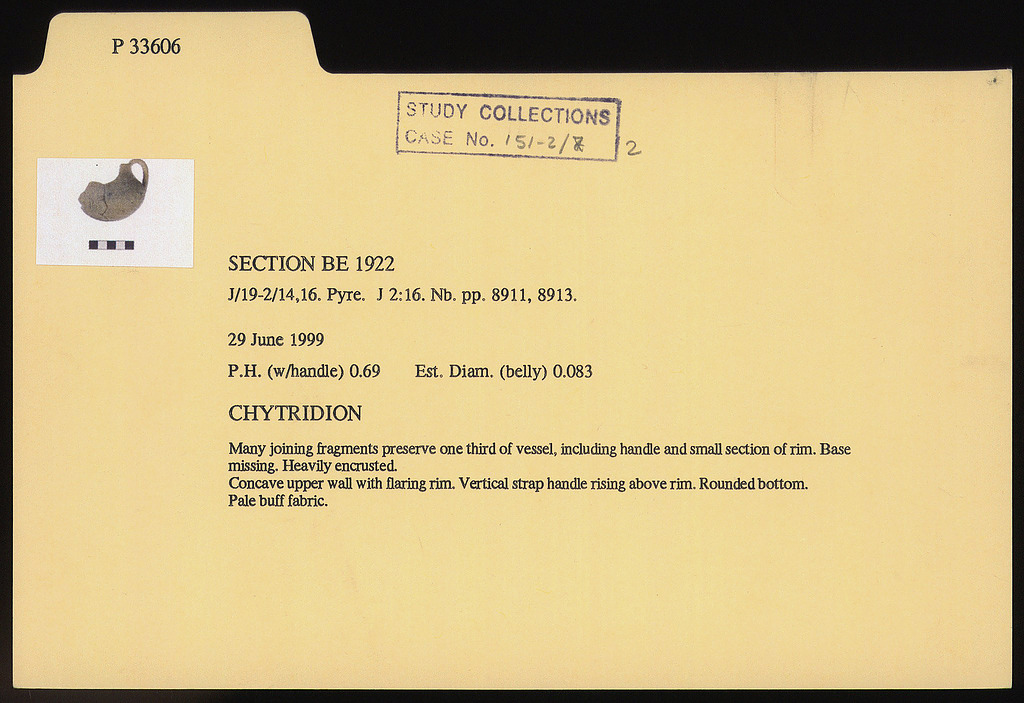 P 33606
STUDY COLLECTIONS
CASE No. 151-2/ 2
SECTION BE 1922
J/19-2/14,16. Pyre. J 2:16. Nb. pp. 8911, 8913.
29 June 1999
P.H. (w/handle) 0.69 Est. Diam. (belly) 0.083
CHYTRIDION
Many joining fragments preserve one third of vessel, including handle and small section of rim. Base
missing. Heavily encrusted.
Concave upper wall with flaring rim. Vertical strap handle rising above rim. Rounded bottom.
Pale buff fabric.